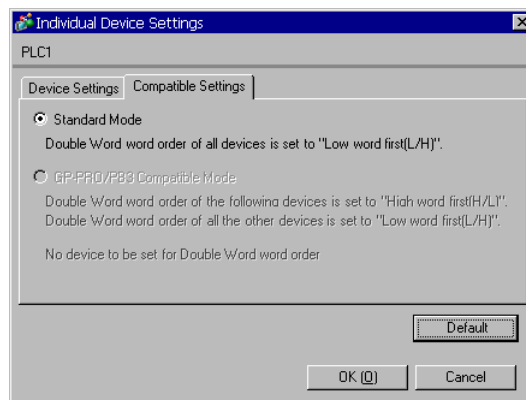 Individual Device Settings
PLC1
Device Settings
Compatible Settings
Standard Mode
Double Word word order of all devices is set to "Low word first(L/H)".
GP-PRO/PB3 Compatible Mode
Double Word word order of the following devices is set to "High word first(H/L)".
Double Word word order of all the other devices is set to "Low word first(L/H)".
No device to be set for Double Word word order
Default
OK (O)
Cancel